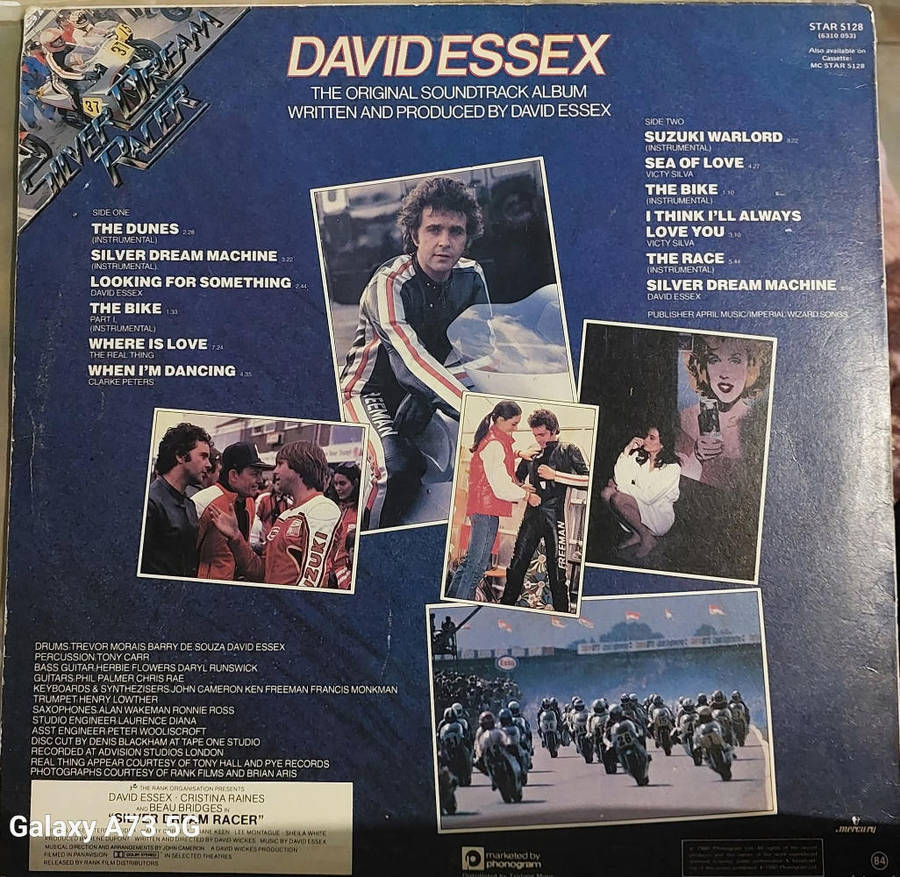 SILVER DREAM
RACER
37
37
DAVID ESSEX
THE ORIGINAL SOUNDTRACK ALBUM
WRITTEN AND PRODUCED BY DAVID ESSEX
STAR 5128
(6310 053)
Also available on
Cassette:
MC STAR 5128
SIDE ONE
THE DUNES 2.28
(INSTRUMENTAL)
SILVER DREAM MACHINE 3.22
(INSTRUMENTAL)
LOOKING FOR SOMETHING 2.44
DAVID ESSEX
THE BIKE 1.33
PART I,
(INSTRUMENTAL)
WHERE IS LOVE 7.24
THE REAL THING
WHEN I'M DANCING 4.35
CLARKE PETERS
SIDE TWO
SUZUKI WARLORD
(INSTRUMENTAL)
SEA OF LOVE 4.27
VICTY SILVA
THE BIKE 1.10
(INSTRUMENTAL)
I THINK I'LL ALWAYS
LOVE YOU 3.10
VICTY SILVA
THE RACE 5.44
(INSTRUMENTAL)
SILVER DREAM MACHINE
DAVID ESSEX
PUBLISHER APRIL MUSIC/IMPERIAL WIZARD SONGS
FREEMAN
UZUKI
Esso
DRUMS.TREVOR MORAIS.BARRY DE SOUZA.DAVID ESSEX
PERCUSSION.TONY CARR
BASS GUITAR.HERBIE FLOWERS.DARYL RUNSWICK
GUITARS.PHIL PALMER.CHRIS RAE
KEYBOARDS & SYNTHEZISERS.JOHN CAMERON.KEN FREEMAN.FRANCIS MONKMAN
TRUMPET.HENRY LOWTHER
SAXOPHONES.ALAN WAKEMAN.RONNIE ROSS
STUDIO ENGINEER.LAURENCE DIANA
ASST.ENGINEER.PETER WOOLISCROFT
DISC CUT BY DENIS BLACKHAM AT TAPE ONE STUDIO
RECORDED AT ADVISION STUDIOS LONDON
REAL THING APPEAR COURTESY OF TONY HALL AND PYE RECORDS
PHOTOGRAPHS COURTESY OF RANK FILMS AND BRIAN ARIS
THE RANK ORGANISATION PRESENTS
DAVID ESSEX · CRISTINA RAINES
AND BEAU BRIDGES IN
"SILVER DREAM RACER"
KEEN · LEE MONTAGUE · SHEILA WHITE
WRITTEN AND DIRECTED BY DAVID WICKES MUSIC BY DAVID ESSEX
MUSICAL DIRECTION AND ARRANGEMENTS BY JOHN CAMERON A DAVID WICKES PRODUCTION
FILMED IN PANAVISION DOLBY STEREO IN SELECTED THEATRES
RELEASED BY RANK FILM DISTRIBUTORS
Galaxy A73 5G
marketed by
phonogram
mercury
84